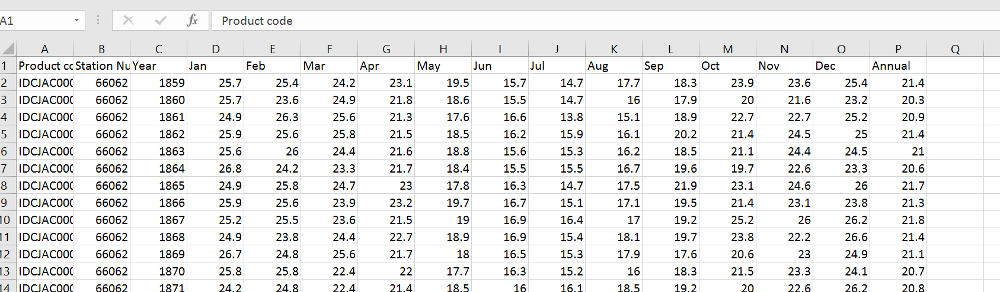 A1 fx Product code
A B C D E F G H I J K L M N O P Q
1 Product co Station Nu Year Jan Feb Mar Apr May Jun Jul Aug Sep Oct Nov Dec Annual
2 IDCJAC000 66062 1859 25.7 25.4 24.2 23.1 19.5 15.7 14.7 17.7 18.3 23.9 23.6 25.4 21.4
3 IDCJAC000 66062 1860 25.7 23.6 24.9 21.8 18.6 15.5 14.7 16 17.9 20 21.6 23.2 20.3
4 IDCJAC000 66062 1861 24.9 26.3 25.6 21.3 17.6 16.6 13.8 15.1 18.9 22.7 22.7 25.2 20.9
5 IDCJAC000 66062 1862 25.9 25.6 25.8 21.5 18.5 16.2 15.9 16.1 20.2 21.4 24.5 25 21.4
6 IDCJAC000 66062 1863 25.6 26 24.4 21.6 18.8 15.6 15.3 16.2 18.5 21.1 24.4 24.5 21
7 IDCJAC000 66062 1864 26.8 24.2 23.3 21.7 18.4 15.5 15.5 16.7 19.6 19.7 22.6 23.3 20.6
8 IDCJAC000 66062 1865 24.9 25.8 24.7 23 17.8 16.3 14.7 17.5 21.9 23.1 24.6 26 21.7
9 IDCJAC000 66062 1866 25.9 25.6 23.9 23.2 19.7 16.7 15.1 17.1 19.5 21.4 23.1 23.8 21.3
10 IDCJAC000 66062 1867 25.2 25.5 23.6 21.5 19 16.9 16.4 17 19.2 25.2 26 26.2 21.8
11 IDCJAC000 66062 1868 24.9 23.8 24.4 22.7 18.9 16.9 15.4 18.1 19.7 23.8 22.2 26.6 21.4
12 IDCJAC000 66062 1869 26.7 24.8 25.6 21.7 18 16.5 15.3 17.9 17.6 20.6 23 24.9 21.1
13 IDCJAC000 66062 1870 25.8 25.8 22.4 22 17.7 16.3 15.2 16 18.3 21.5 23.3 24.1 20.7
14 IDCJAC000 66062 1871 24.2 24.8 22.4 21.4 18.5 16 16.1 18.5 19.2 20 22.6 26.2 20.8